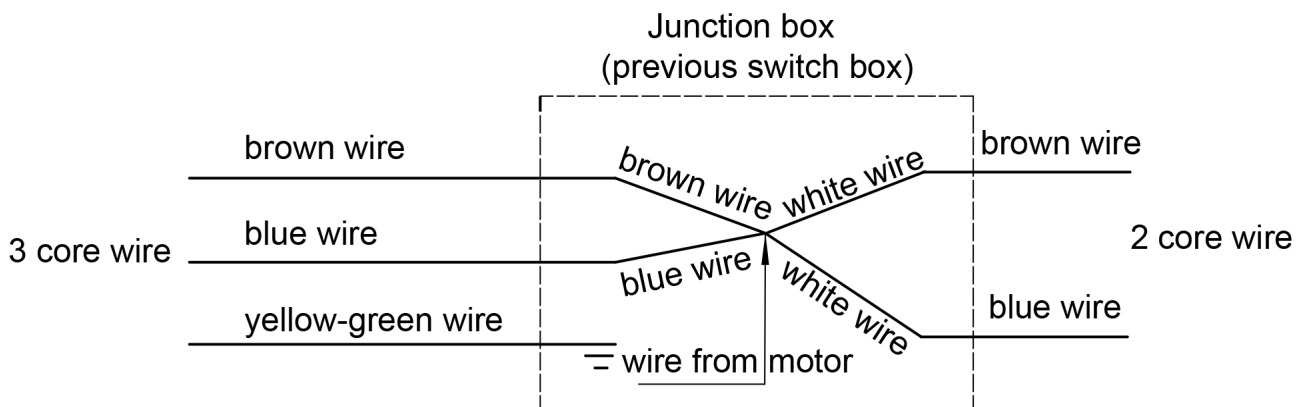 Junction box
(previous switch box)
brown wire
brown wire
white wire
brown wire
3 core wire
blue wire
blue wire
white wire
2 core wire
blue wire
yellow-green wire
wire from motor